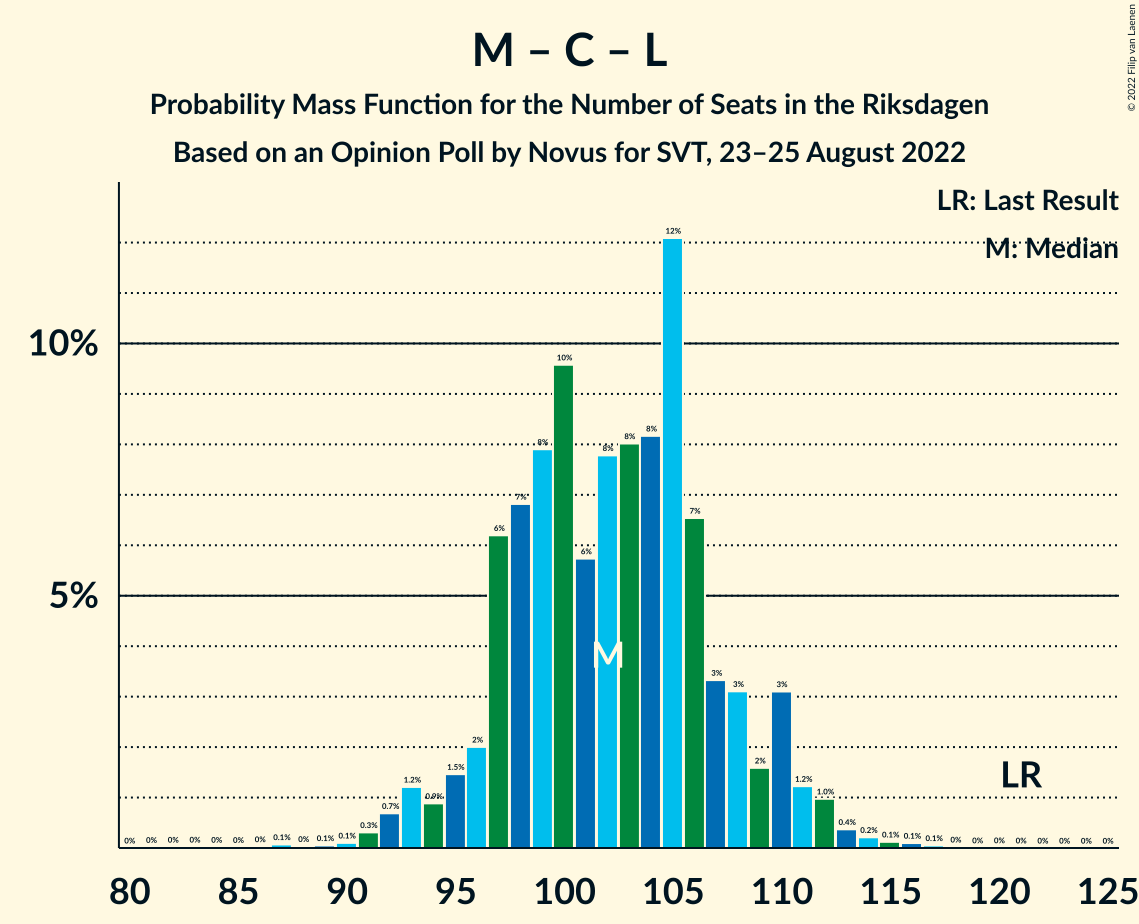 © 2022 Filip van Laenen
M – C – L
Probability Mass Function for the Number of Seats in the Riksdagen
Based on an Opinion Poll by Novus for SVT, 23–25 August 2022
LR: Last Result
M: Median
10%
5%
0% 0% 0% 0% 0% 0% 0% 0.1% 0% 0.1% 0.1% 0.3% 0.7% 1.2% 0.9% 1.5% 2% 6% 7% 8% 10% 6% 8% 8% 8% 12% 7% 3% 3% 2% 3% 1.2% 1.0% 0.4% 0.2% 0.1% 0.1% 0.1% 0% 0% 0% 0% 0% 0% 0% 0%
M
LR
80 85 90 95 100 105 110 115 120 125